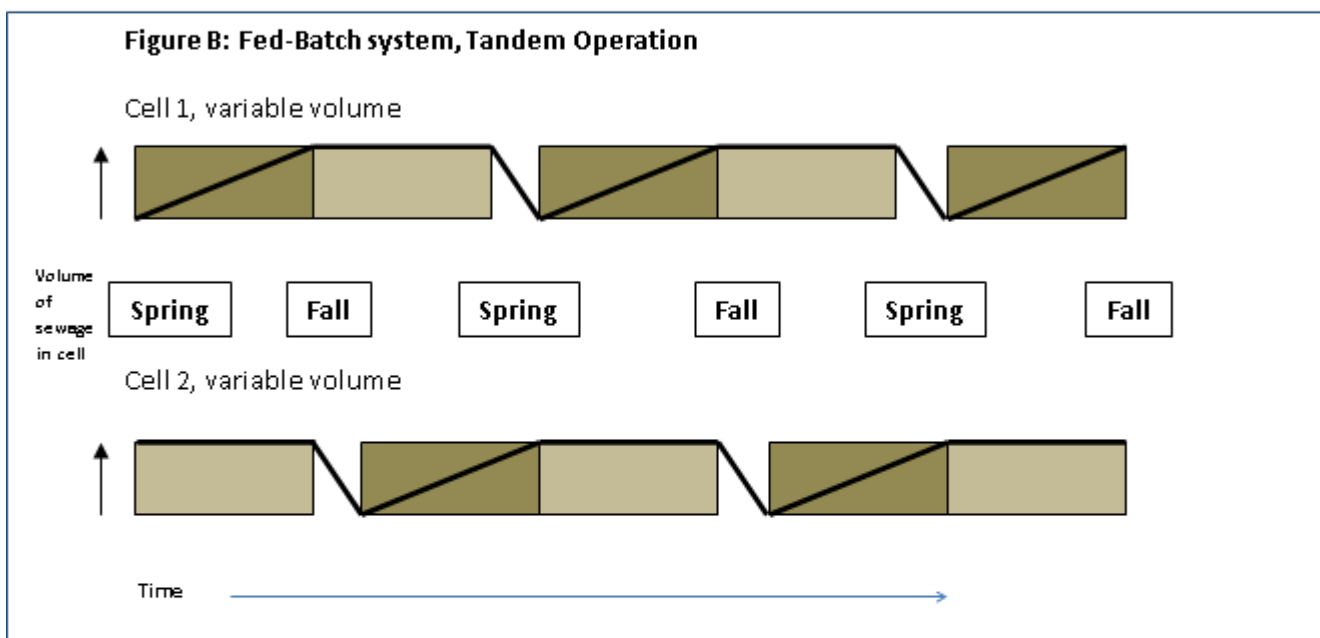 Figure B: Fed-Batch system, Tandem Operation
Cell 1, variable volume
Volume
of
sewage
in cell
Spring
Fall
Spring
Fall
Spring
Fall
Cell 2, variable volume
Time